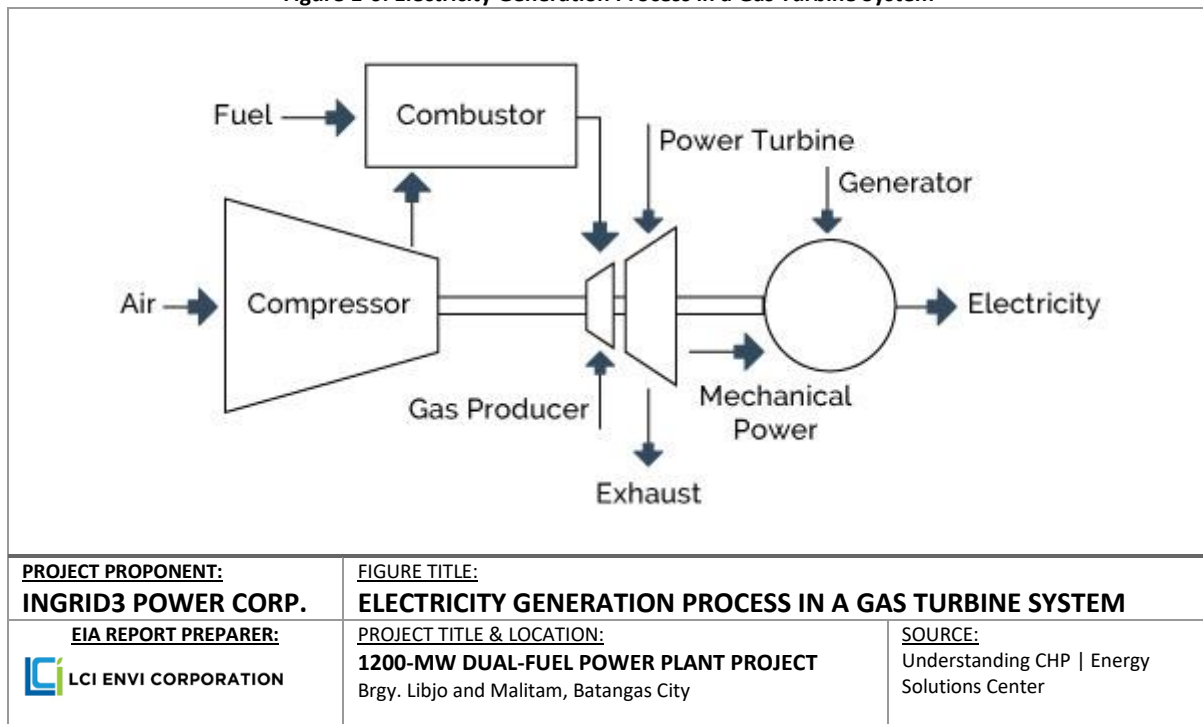 Fuel
Combustor
Power Turbine
Generator
Air
Compressor
Electricity
Gas Producer
Mechanical
Power
Exhaust
PROJECT PROPONENT:
INGRID3 POWER CORP.
FIGURE TITLE:
ELECTRICITY GENERATION PROCESS IN A GAS TURBINE SYSTEM
EIA REPORT PREPARER:
LCI ENVI CORPORATION
PROJECT TITLE & LOCATION:
1200-MW DUAL-FUEL POWER PLANT PROJECT
Brgy. Libjo and Malitam, Batangas City
SOURCE:
Understanding CHP | Energy
Solutions Center